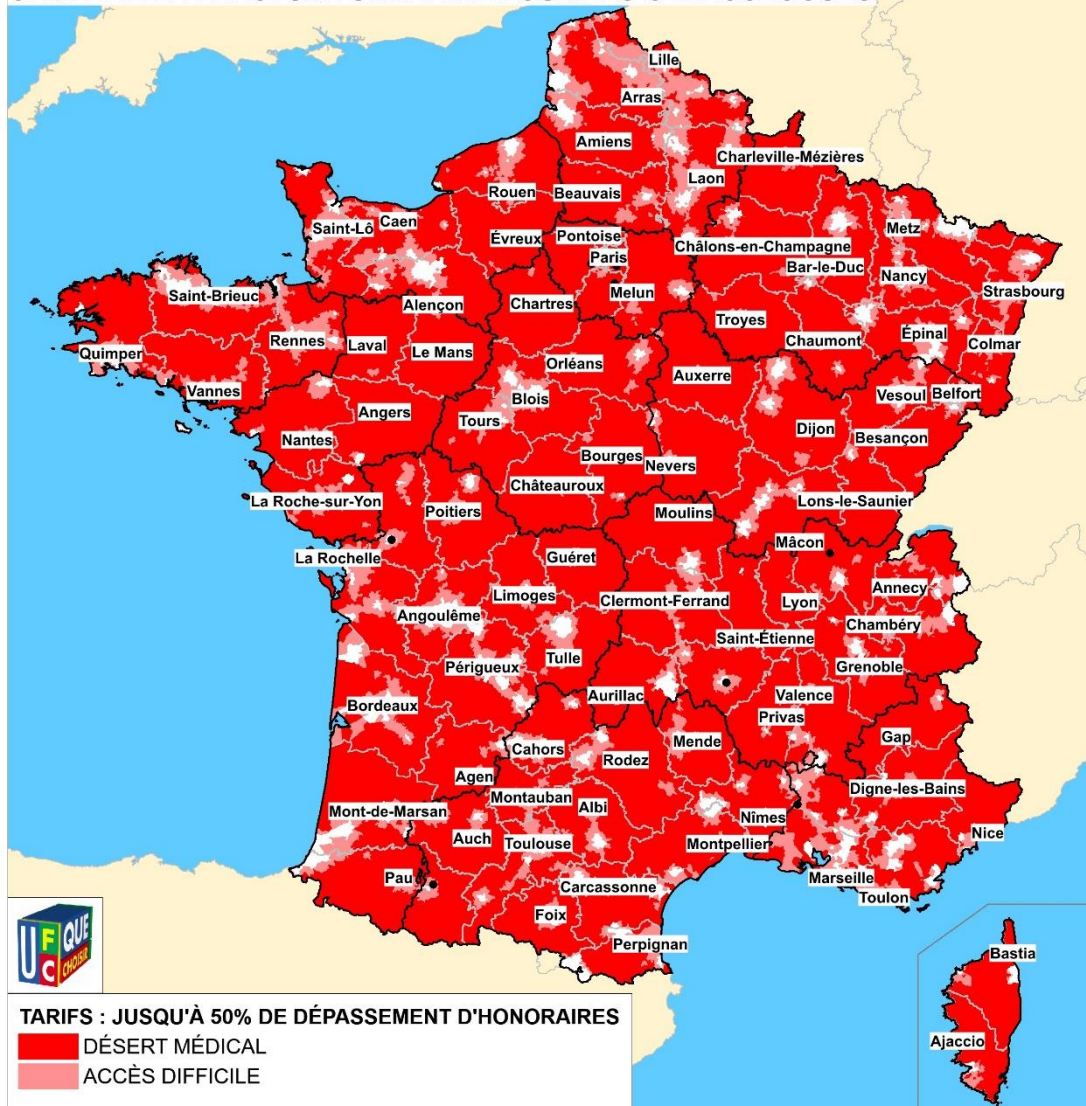 Lille
Arras
Amiens
Charleville-Mézières
Laon
Rouen
Beauvais
Caen
Saint-Lô
Metz
Évreux
Pontoise
Châlons-en-Champagne
Paris
Bar-le-Duc
Nancy
Strasbourg
Melun
Saint-Brieuc
Alençon
Chartres
Troyes
Rennes
Laval
Le Mans
Chaumont
Épinal
Colmar
Quimper
Orléans
Auxerre
Vannes
Blois
Vesoul
Belfort
Angers
Tours
Dijon
Besançon
Nantes
Bourges
Nevers
Châteauroux
La Roche-sur-Yon
Lons-le-Saunier
Poitiers
Moulins
Mâcon
La Rochelle
Guéret
Annecy
Limoges
Clermont-Ferrand
Lyon
Angoulême
Chambéry
Saint-Étienne
Tulle
Périgueux
Grenoble
Aurillac
Valence
Bordeaux
Privas
Gap
Mende
Cahors
Rodez
Agen
Digne-les-Bains
Montauban
Albi
Mont-de-Marsan
Nîmes
Nice
Auch
Toulouse
Montpellier
Pau
Marseille
Carcassonne
Toulon
Foix
Perpignan
Bastia
Ajaccio
UFC QUE
CHOISIR
TARIFS : JUSQU'À 50% DE DÉPASSEMENT D'HONORAIRES
DÉSERT MÉDICAL
ACCÈS DIFFICILE